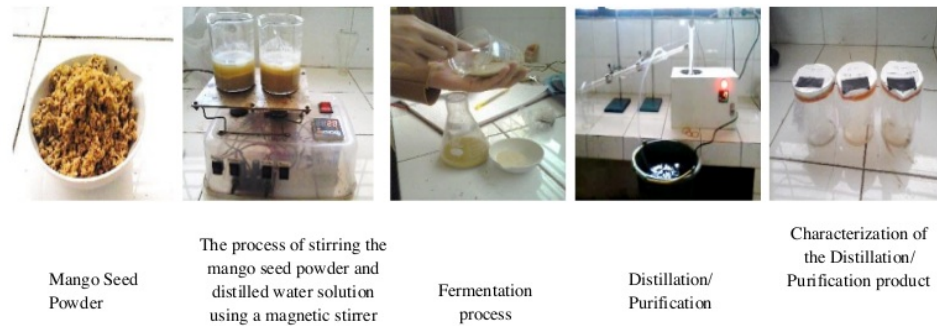 Mango Seed
Powder
The process of stirring the
mango seed powder and
distilled water solution
using a magnetic stirrer
Fermentation
process
Distillation/
Purification
Characterization of
the Distillation/
Purification product